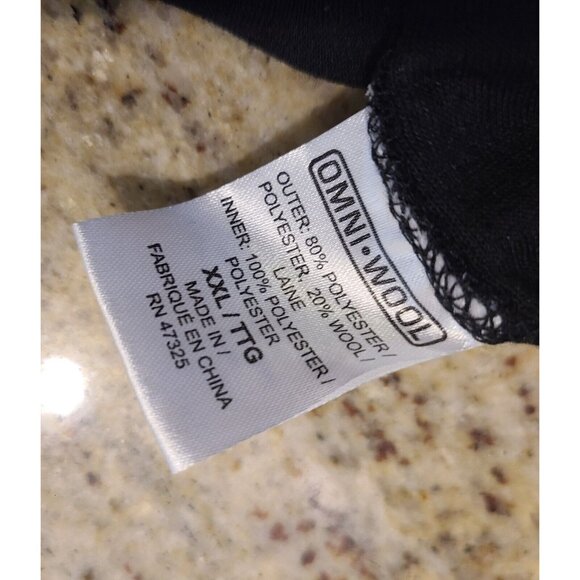 OMNI•WOOL
OUTER: 80% POLYESTER /
POLYESTER, 20% WOOL /
LAINE
INNER: 100% POLYESTER /
POLYESTER
XXL / TTG
MADE IN /
FABRIQUÉ EN CHINA
RN 47325